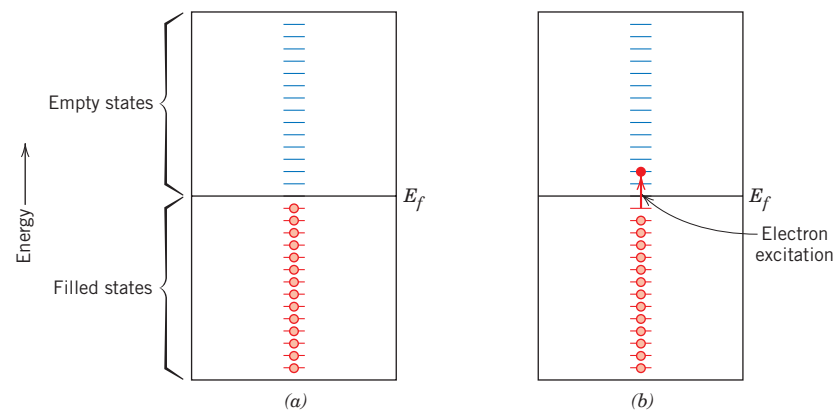 Empty states
Energy
Filled states
E_f
(a)
E_f
Electron
excitation
(b)